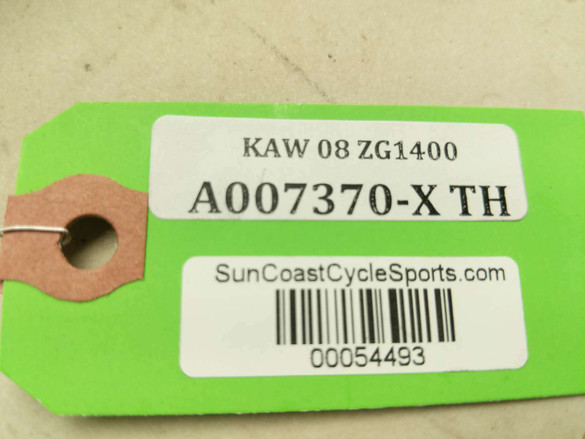 KAW 08 ZG1400
A007370-X TH
SunCoastCycleSports.com
00054493